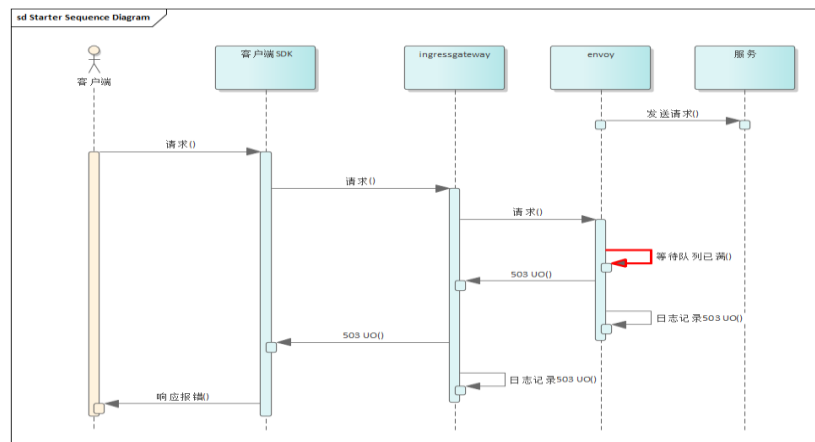 sd Starter Sequence Diagram
客户端
客户端SDK
ingressgateway
envoy
服务
发送请求()
请求()
请求()
请求()
等待队列已满()
503 UO()
日志记录503 UO()
503 UO()
日志记录503 UO()
响应报错()